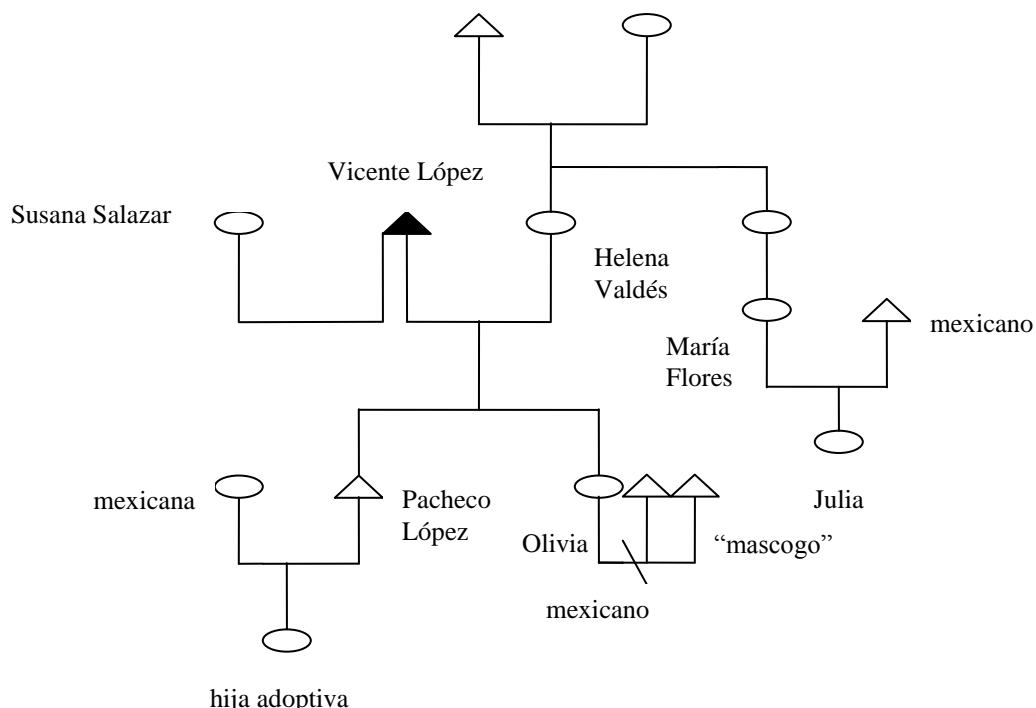 Vicente López
Susana Salazar
Helena
Valdés
mexicano
María
Flores
mexicana
Pacheco
López
Julia
Olivia
“mascogo”
mexicano
hija adoptiva